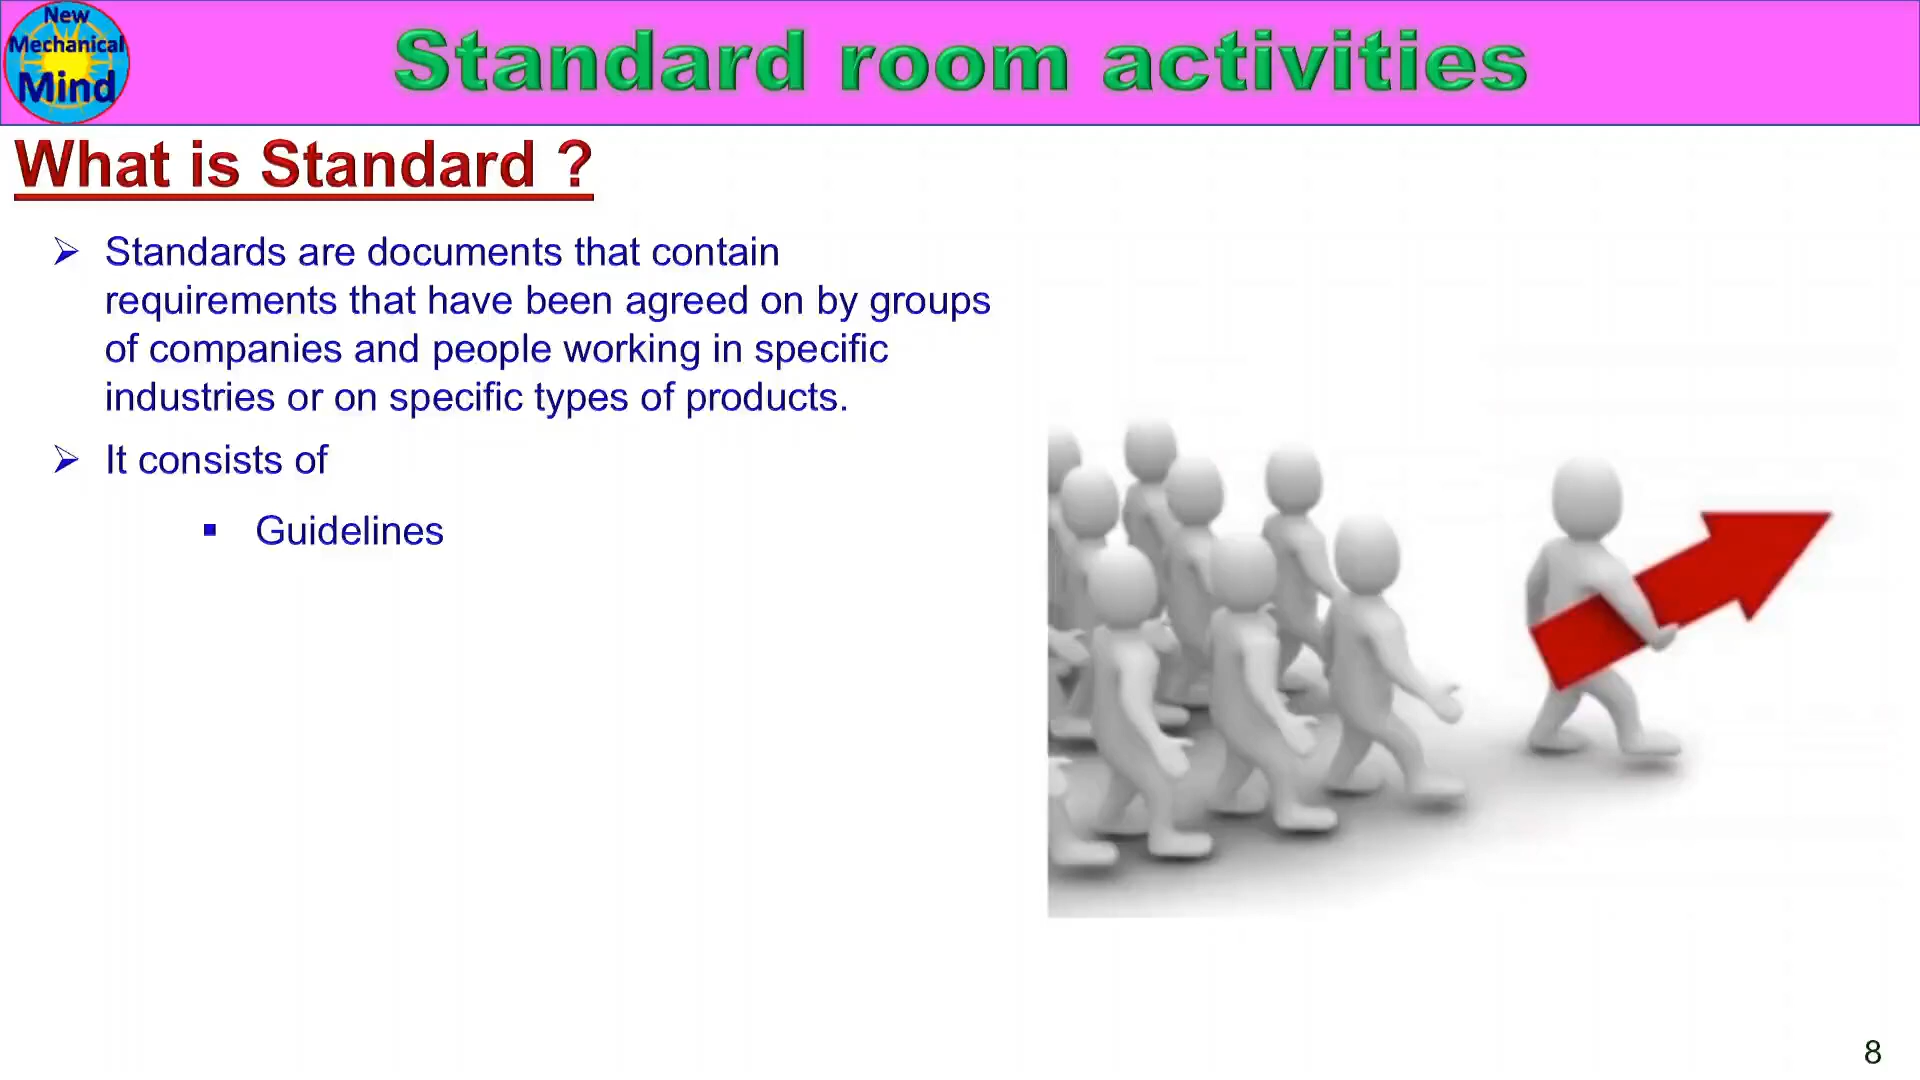 New
Mechanical
Mind
Standard room activities
What is Standard ?
➢ Standards are documents that contain
requirements that have been agreed on by groups
of companies and people working in specific
industries or on specific types of products.
➢ It consists of
▪ Guidelines
8